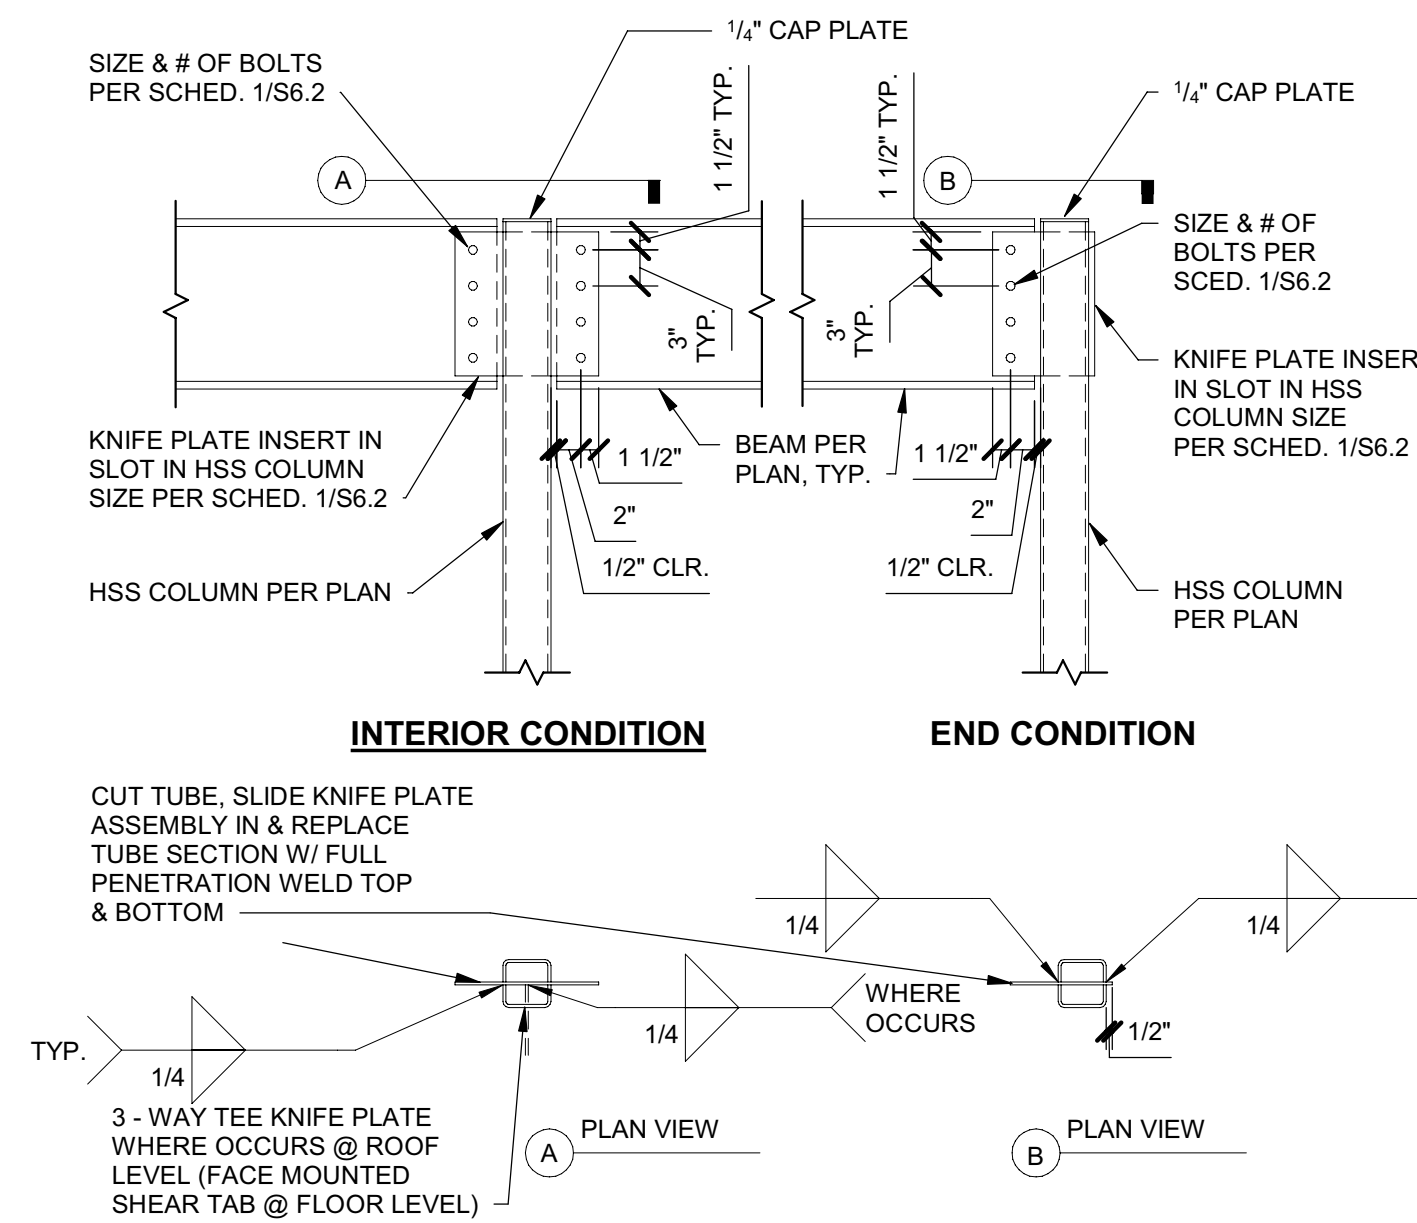 1/4" CAP PLATE
SIZE & # OF BOLTS
PER SCHED. 1/S6.2
1 1/2" TYP.
1 1/2" TYP.
1/4" CAP PLATE
A
B
SIZE & # OF
BOLTS PER
SCED. 1/S6.2
3"
TYP.
3"
TYP.
KNIFE PLATE INSER
IN SLOT IN HSS
COLUMN SIZE
PER SCHED. 1/S6.2
KNIFE PLATE INSERT IN
SLOT IN HSS COLUMN
SIZE PER SCHED. 1/S6.2
1 1/2"
BEAM PER
PLAN, TYP.
1 1/2"
2"
2"
1/2" CLR.
1/2" CLR.
HSS COLUMN PER PLAN
HSS COLUMN
PER PLAN
INTERIOR CONDITION
END CONDITION
CUT TUBE, SLIDE KNIFE PLATE
ASSEMBLY IN & REPLACE
TUBE SECTION W/ FULL
PENETRATION WELD TOP
& BOTTOM
1/4
1/4
WHERE
OCCURS
1/4
1/2"
TYP.
1/4
3 - WAY TEE KNIFE PLATE
WHERE OCCURS @ ROOF
LEVEL (FACE MOUNTED
SHEAR TAB @ FLOOR LEVEL)
A
PLAN VIEW
B
PLAN VIEW